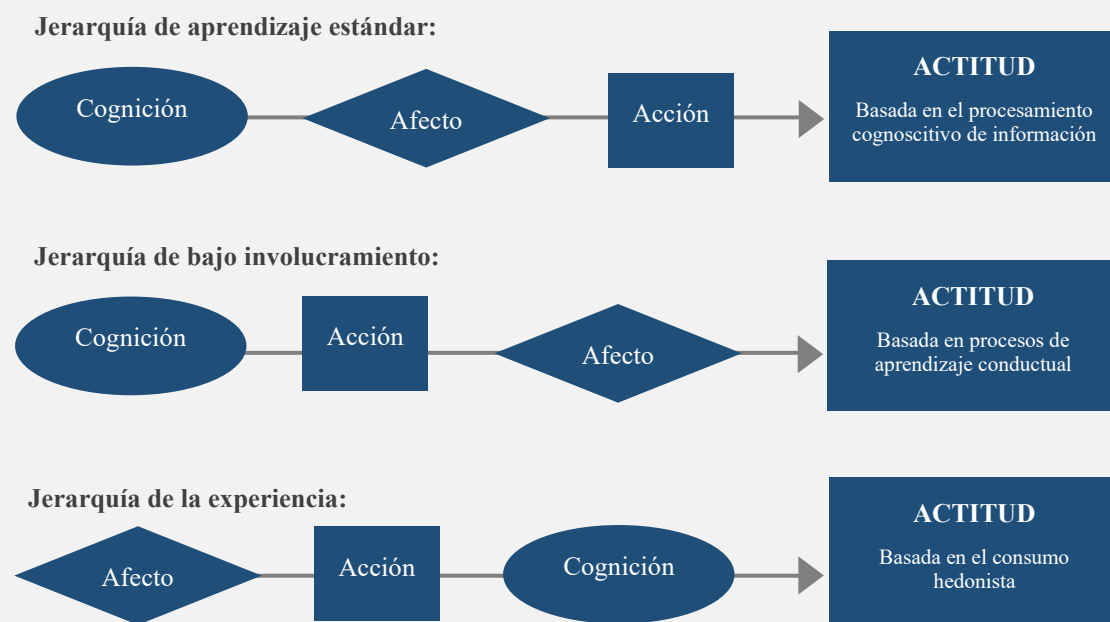 Jerarquía de aprendizaje estándar:
Cognición
Afecto
Acción
ACTITUD
Basada en el procesamiento
cognoscitivo de información
Jerarquía de bajo involucramiento:
Cognición
Acción
Afecto
ACTITUD
Basada en procesos de
aprendizaje conductual
Jerarquía de la experiencia:
Afecto
Acción
Cognición
ACTITUD
Basada en el consumo
hedonista